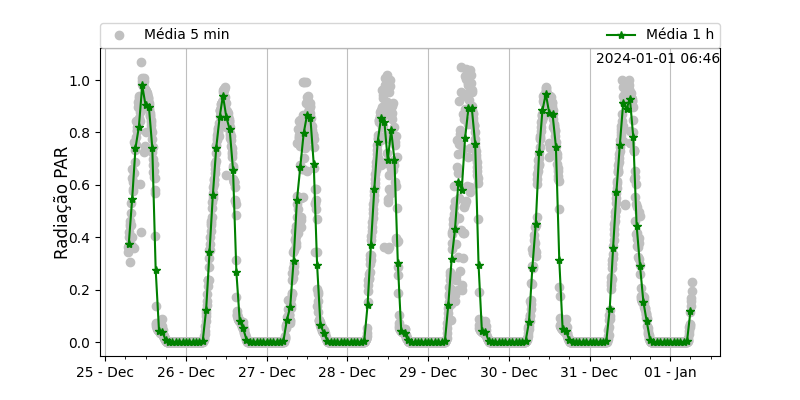 Média 5 min
Média 1 h
2024-01-01 06:46
Radiação PAR
1.0
0.8
0.6
0.4
0.2
0.0
25 - Dec
26 - Dec
27 - Dec
28 - Dec
29 - Dec
30 - Dec
31 - Dec
01 - Jan